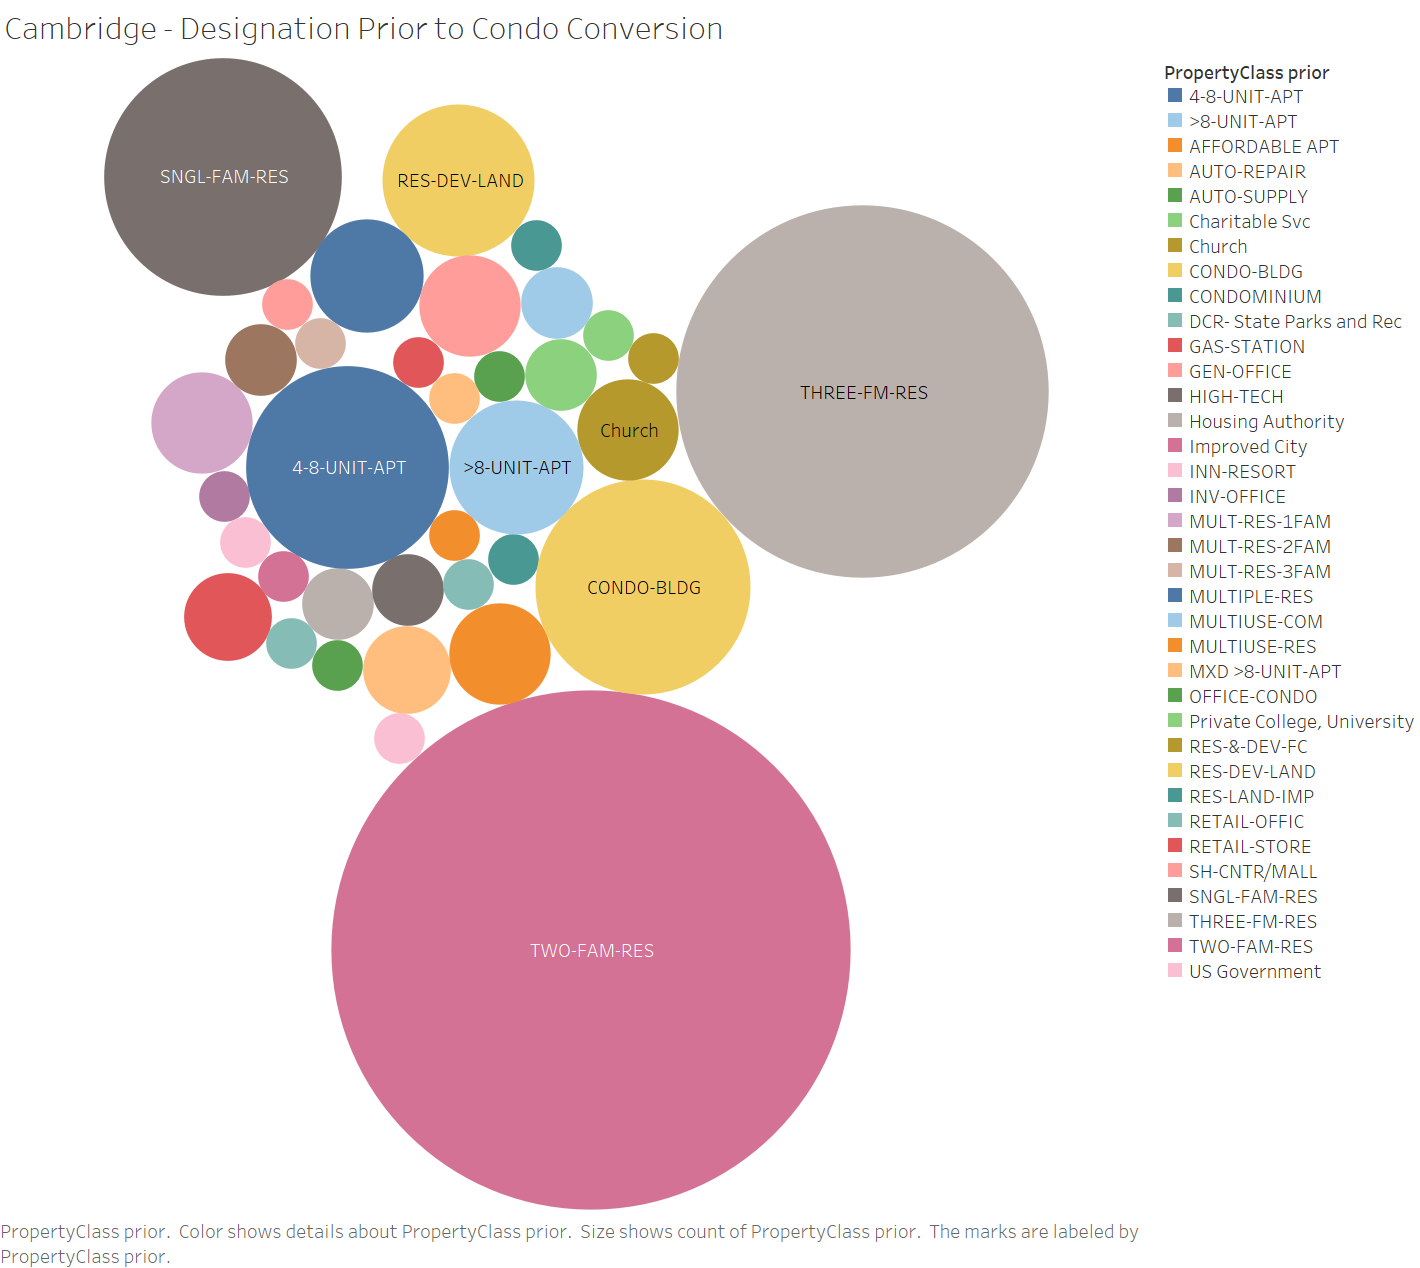 Cambridge - Designation Prior to Condo Conversion
SNGL-FAM-RES
RES-DEV-LAND
THREE-FM-RES
Church
4-8-UNIT-APT
>8-UNIT-APT
CONDO-BLDG
TWO-FAM-RES
PropertyClass prior
4-8-UNIT-APT
>8-UNIT-APT
AFFORDABLE APT
AUTO-REPAIR
AUTO-SUPPLY
Charitable Svc
Church
CONDO-BLDG
CONDOMINIUM
DCR- State Parks and Rec
GAS-STATION
GEN-OFFICE
HIGH-TECH
Housing Authority
Improved City
INN-RESORT
INV-OFFICE
MULT-RES-1FAM
MULT-RES-2FAM
MULT-RES-3FAM
MULTIPLE-RES
MULTIUSE-COM
MULTIUSE-RES
MXD >8-UNIT-APT
OFFICE-CONDO
Private College, University
RES-&-DEV-FC
RES-DEV-LAND
RES-LAND-IMP
RETAIL-OFFIC
RETAIL-STORE
SH-CNTR/MALL
SNGL-FAM-RES
THREE-FM-RES
TWO-FAM-RES
US Government
PropertyClass prior.  Color shows details about PropertyClass prior.  Size shows count of PropertyClass prior.  The marks are labeled by
PropertyClass prior.